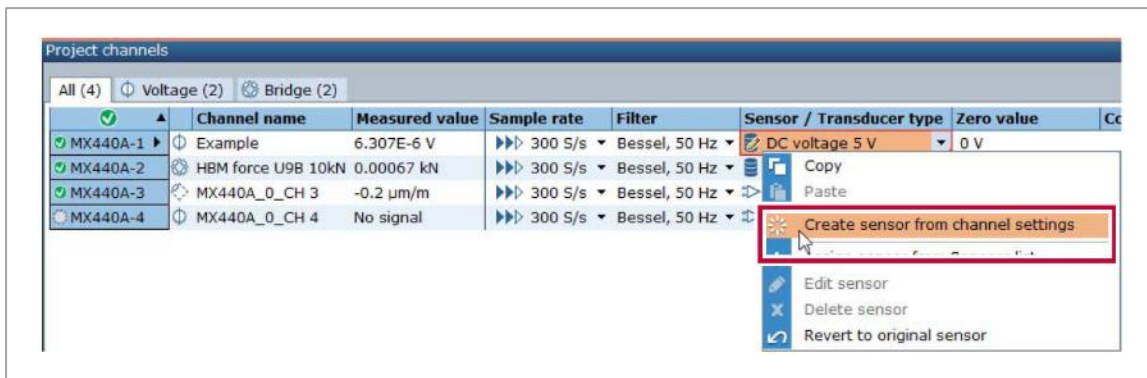 Project channels
All (4) Voltage (2) Bridge (2)
Channel name Measured value Sample rate Filter Sensor / Transducer type Zero value Co
MX440A-1 Example 6.307E-6 V 300 S/s Bessel, 50 Hz DC voltage 5 V 0 V
MX440A-2 HBM force U9B 10kN 0.00067 kN 300 S/s Bessel, 50 Hz
Copy
MX440A-3 MX440A_0_CH 3 -0.2 µm/m 300 S/s Bessel, 50 Hz
Paste
MX440A-4 MX440A_0_CH 4 No signal 300 S/s Bessel, 50 Hz
Create sensor from channel settings
Edit sensor
Delete sensor
Revert to original sensor